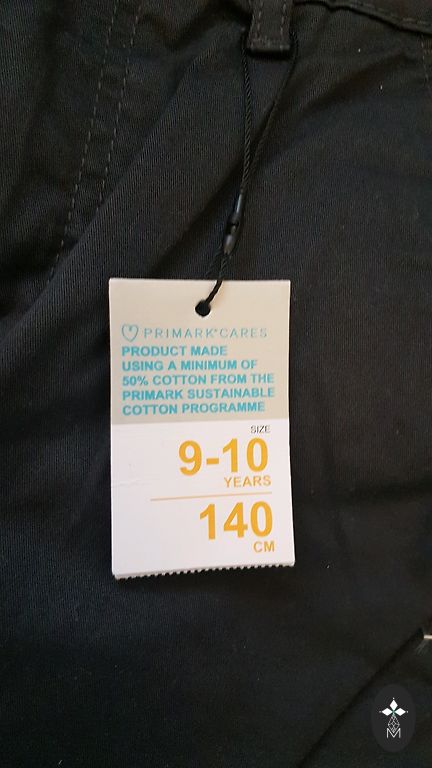 PRIMARK® CARES
PRODUCT MADE
USING A MINIMUM OF
50% COTTON FROM THE
PRIMARK SUSTAINABLE
COTTON PROGRAMME
SIZE
9-10
YEARS
140
CM
M